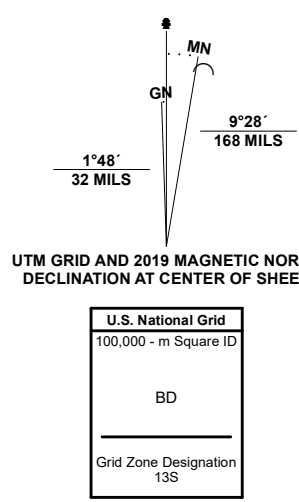 MN
GN
9°28´
168 MILS
1°48´
32 MILS
UTM GRID AND 2019 MAGNETIC NOR
DECLINATION AT CENTER OF SHEE
U.S. National Grid
100,000 - m Square ID
BD
Grid Zone Designation
13S